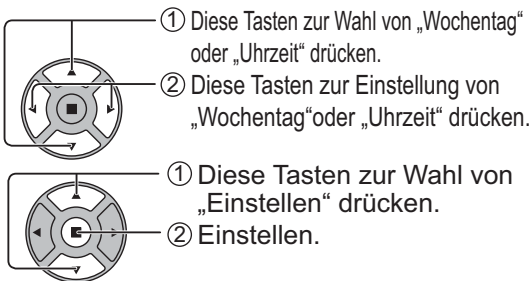 ① Diese Tasten zur Wahl von „Wochentag“
oder „Uhrzeit“ drücken.
② Diese Tasten zur Einstellung von
„Wochentag“oder „Uhrzeit“ drücken.
① Diese Tasten zur Wahl von
„Einstellen“ drücken.
② Einstellen.